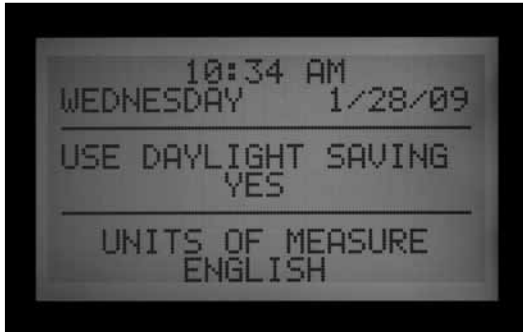 10:34 AM
WEDNESDAY 1/28/09
USE DAYLIGHT SAVING
YES
UNITS OF MEASURE
ENGLISH